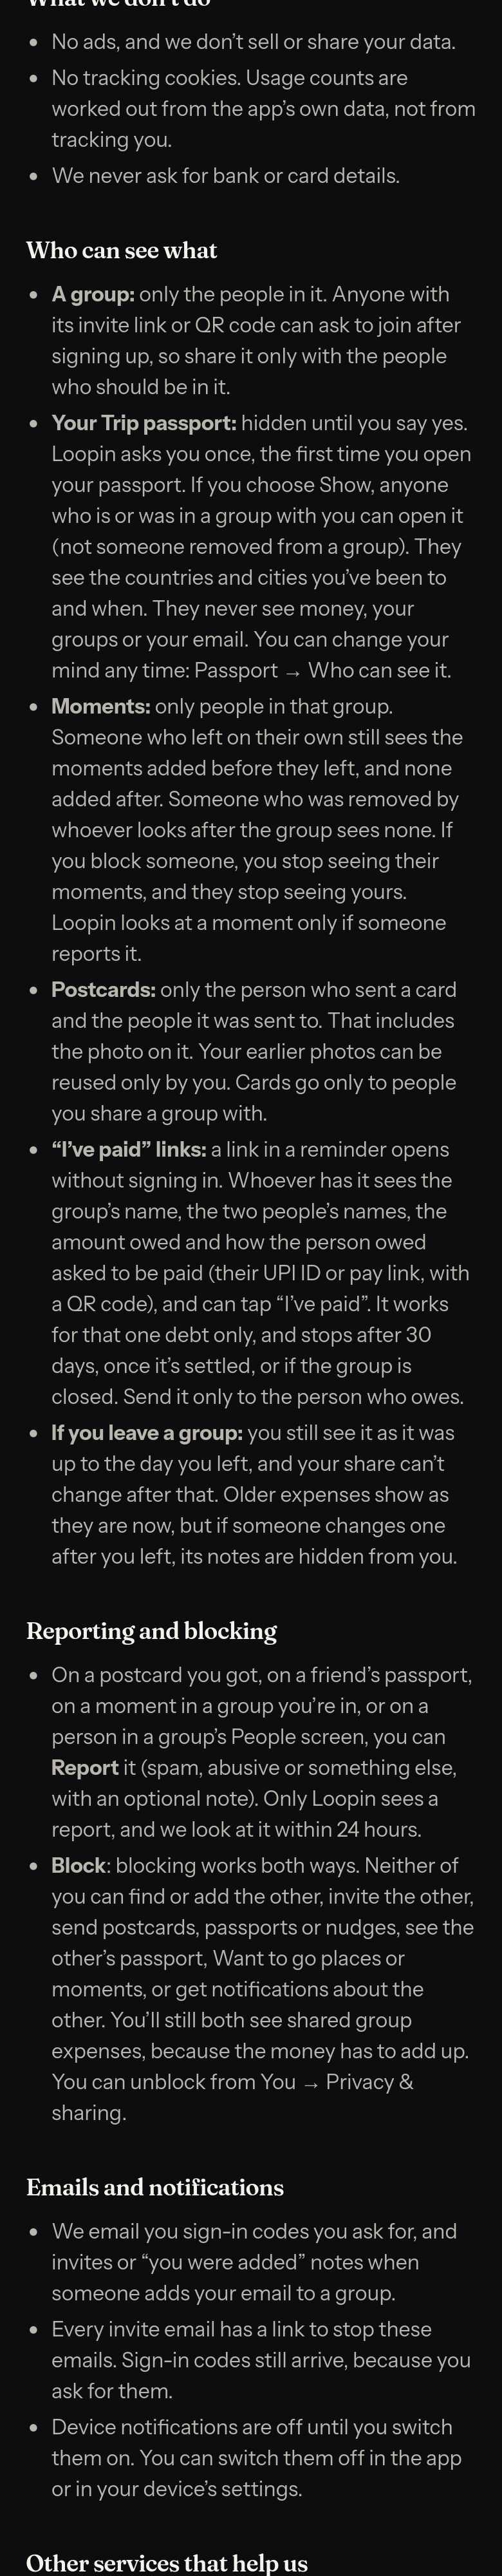 What we don't do
No ads, and we don't sell or share your data.
No tracking cookies. Usage counts are
worked out from the app's own data, not from
tracking you.
We never ask for bank or card details.
Who can see what
A group: only the people in it. Anyone with
its invite link or QR code can ask to join after
signing up, so share it only with the people
who should be in it.
Your Trip passport: hidden until you say yes.
Loopin asks you once, the first time you open
your passport. If you choose Show, anyone
who is or was in a group with you can open it
(not someone removed from a group). They
see the countries and cities you've been to
and when. They never see money, your
groups or your email. You can change your
mind any time: Passport → Who can see it.
Moments: only people in that group.
Someone who left on their own still sees the
moments added before they left, and none
added after. Someone who was removed by
whoever looks after the group sees none. If
you block someone, you stop seeing their
moments, and they stop seeing yours.
Loopin looks at a moment only if someone
reports it.
Postcards: only the person who sent a card
and the people it was sent to. That includes
the photo on it. Your earlier photos can be
reused only by you. Cards go only to people
you share a group with.
“I've paid” links: a link in a reminder opens
without signing in. Whoever has it sees the
group's name, the two people's names, the
amount owed and how the person owed
asked to be paid (their UPI ID or pay link, with
a QR code), and can tap “I've paid”. It works
for that one debt only, and stops after 30
days, once it's settled, or if the group is
closed. Send it only to the person who owes.
If you leave a group: you still see it as it was
up to the day you left, and your share can't
change after that. Older expenses show as
they are now, but if someone changes one
after you left, its notes are hidden from you.
Reporting and blocking
On a postcard you got, on a friend's passport,
on a moment in a group you're in, or on a
person in a group's People screen, you can
Report it (spam, abusive or something else,
with an optional note). Only Loopin sees a
report, and we look at it within 24 hours.
Block: blocking works both ways. Neither of
you can find or add the other, invite the other,
send postcards, passports or nudges, see the
other's passport, Want to go places or
moments, or get notifications about the
other. You'll still both see shared group
expenses, because the money has to add up.
You can unblock from You → Privacy &
sharing.
Emails and notifications
We email you sign-in codes you ask for, and
invites or “you were added” notes when
someone adds your email to a group.
Every invite email has a link to stop these
emails. Sign-in codes still arrive, because you
ask for them.
Device notifications are off until you switch
them on. You can switch them off in the app
or in your device's settings.
Other services that help us